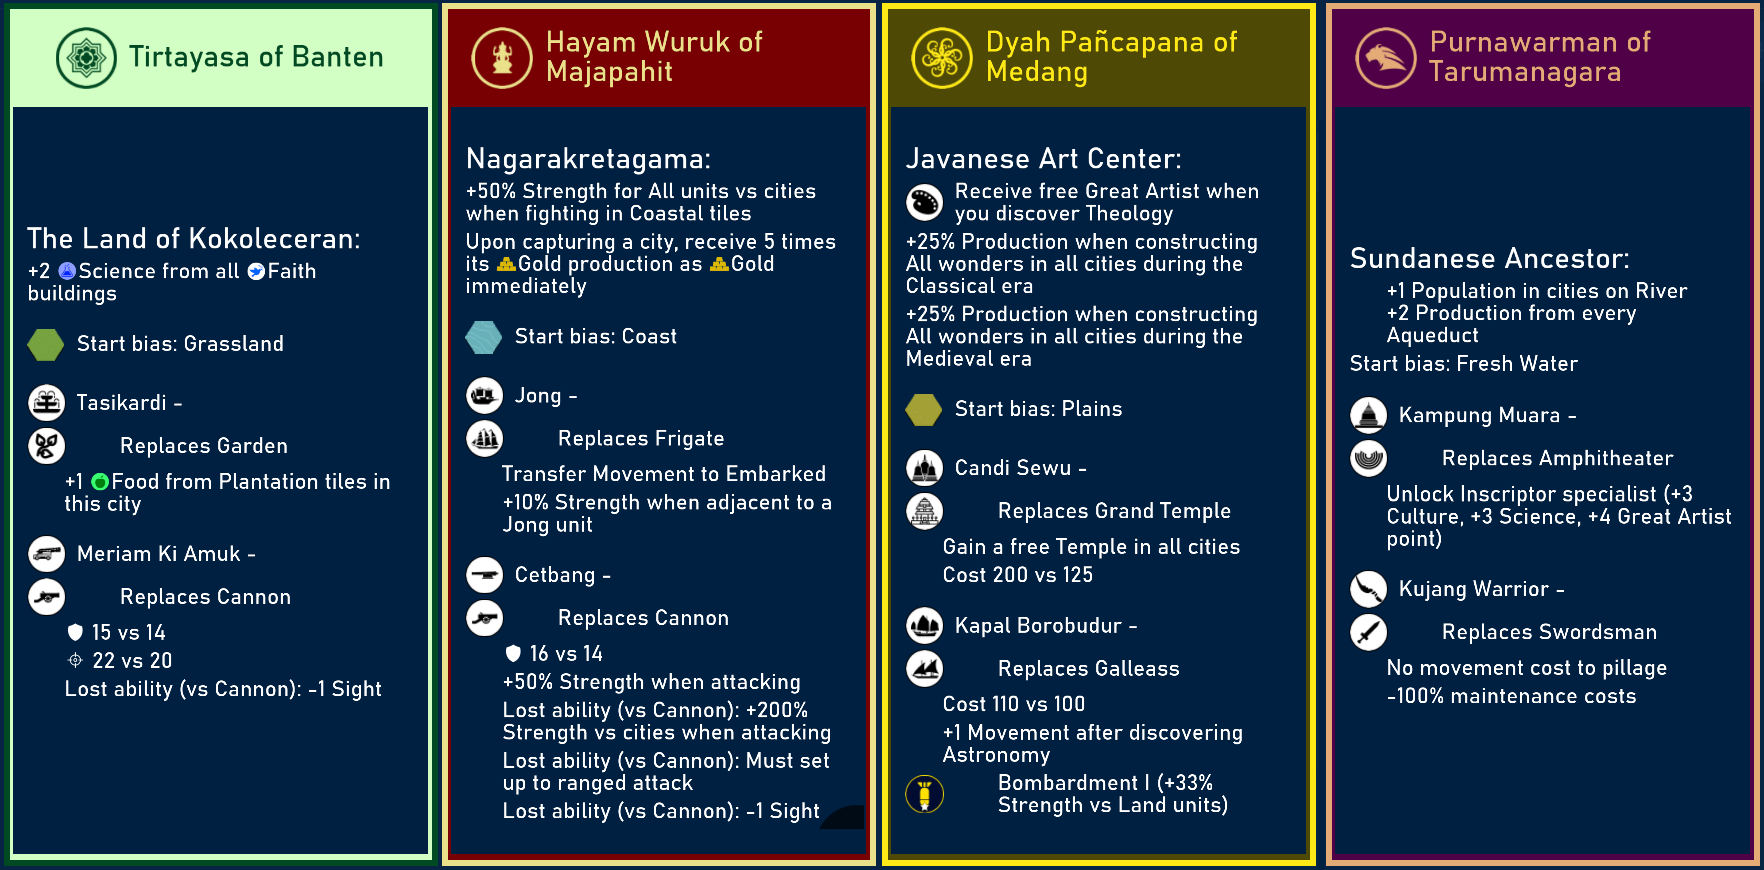 Tirtayasa of Banten
The Land of Kokoleceran:
+2 Science from all Faith
buildings
Start bias: Grassland
Tasikardi -
Replaces Garden
+1 Food from Plantation tiles in
this city
Meriam Ki Amuk -
Replaces Cannon
15 vs 14
22 vs 20
Lost ability (vs Cannon): -1 Sight
Hayam Wuruk of
Majapahit
Nagarakretagama:
+50% Strength for All units vs cities
when fighting in Coastal tiles
Upon capturing a city, receive 5 times
its Gold production as Gold
immediately
Start bias: Coast
Jong -
Replaces Frigate
Transfer Movement to Embarked
+10% Strength when adjacent to a
Jong unit
Cetbang -
Replaces Cannon
16 vs 14
+50% Strength when attacking
Lost ability (vs Cannon): +200%
Strength vs cities when attacking
Lost ability (vs Cannon): Must set
up to ranged attack
Lost ability (vs Cannon): -1 Sight
Dyah Pañcapana of
Medang
Javanese Art Center:
Receive free Great Artist when
you discover Theology
+25% Production when constructing
All wonders in all cities during the
Classical era
+25% Production when constructing
All wonders in all cities during the
Medieval era
Start bias: Plains
Candi Sewu -
Replaces Grand Temple
Gain a free Temple in all cities
Cost 200 vs 125
Kapal Borobudur -
Replaces Galleass
Cost 110 vs 100
+1 Movement after discovering
Astronomy
Bombardment I (+33%
Strength vs Land units)
Purnawarman of
Tarumanagara
Sundanese Ancestor:
+1 Population in cities on River
+2 Production from every
Aqueduct
Start bias: Fresh Water
Kampung Muara -
Replaces Amphitheater
Unlock Inscriptor specialist (+3
Culture, +3 Science, +4 Great Artist
point)
Kujang Warrior -
Replaces Swordsman
No movement cost to pillage
-100% maintenance costs